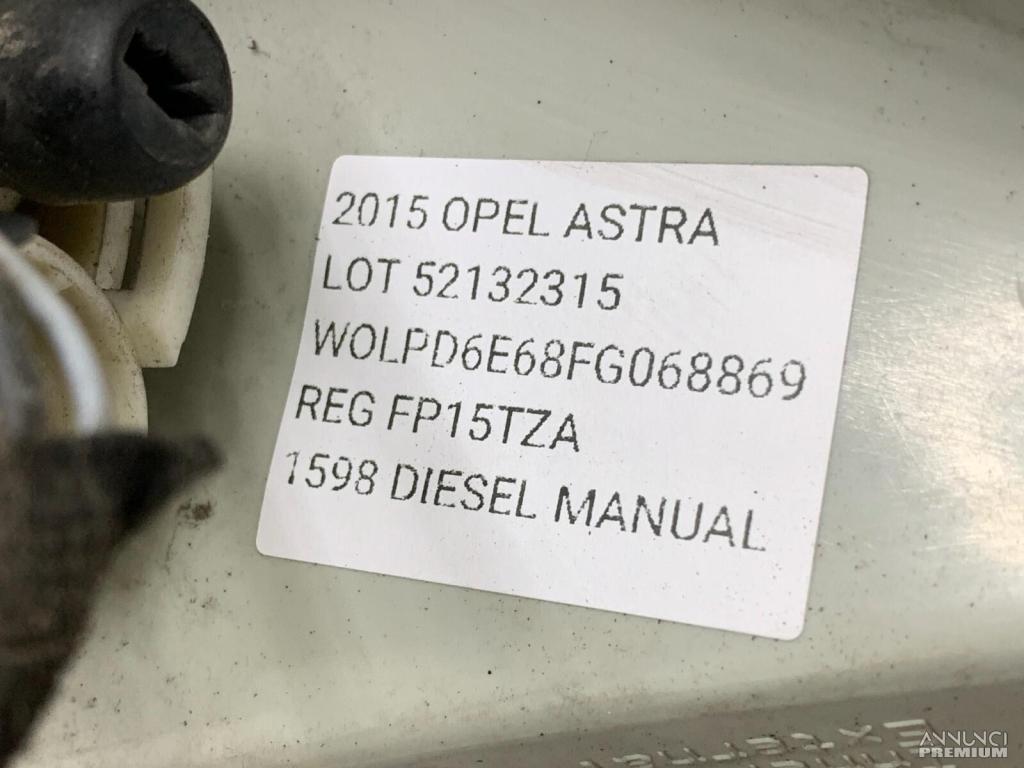 2015 OPEL ASTRA
LOT 52132315
WOLPD6E68FG068869
REG FP15TZA
1598 DIESEL MANUAL
ANNUNCI
PREMIUM